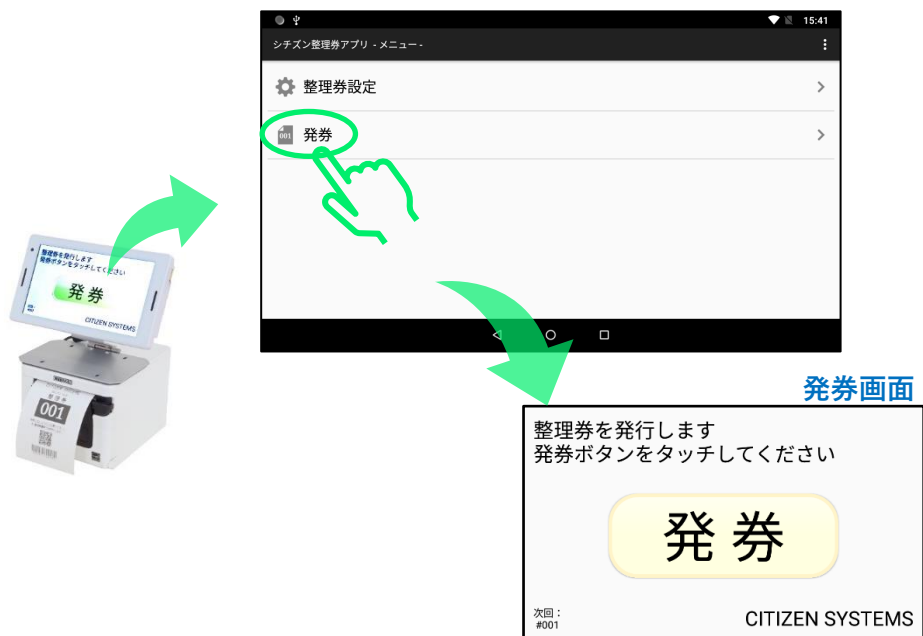 15:41
シチズン整理券アプリ - メニュー -
整理券設定
001
発券
整理券を発行します
発券ボタンをタッチしてください
発券
CITIZEN SYSTEMS
001
発券画面
整理券を発行します
発券ボタンをタッチしてください
発券
次回：
#001
CITIZEN SYSTEMS